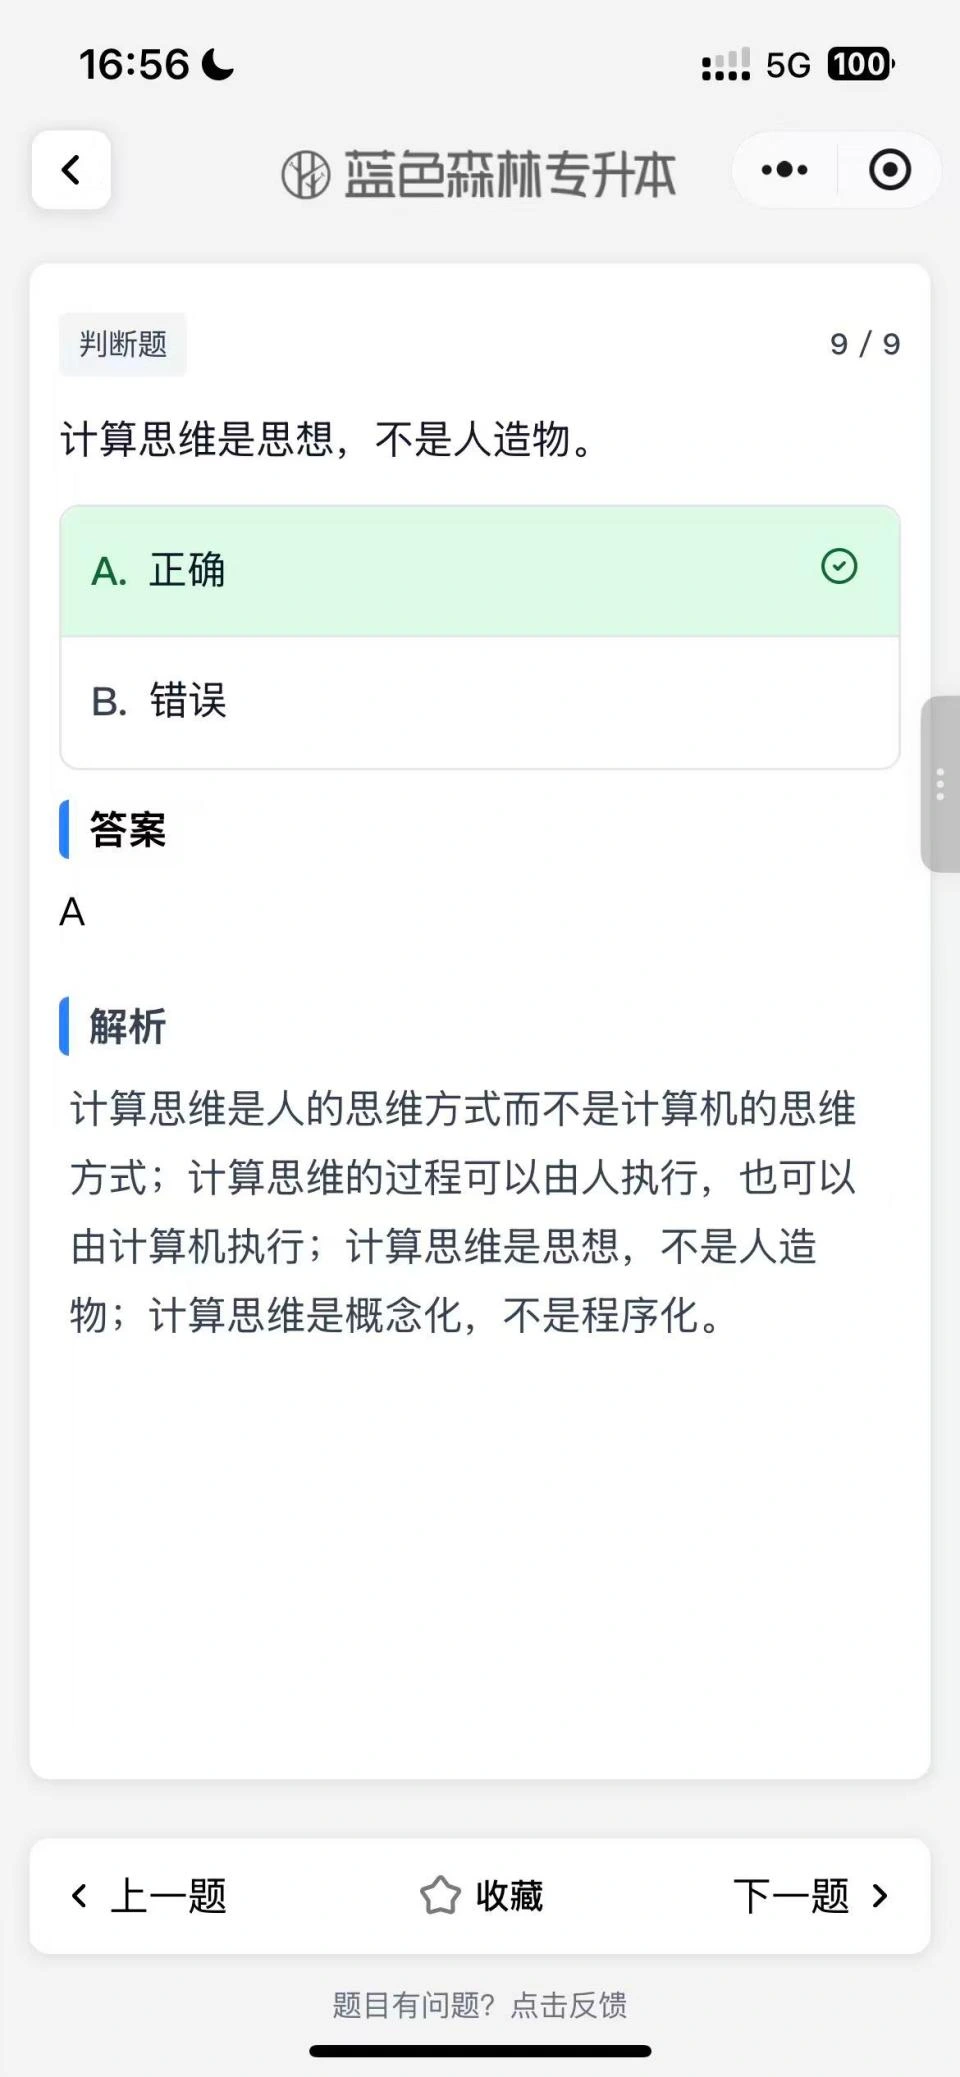 16:56
5G 100
蓝色森林专升本
判断题
9 / 9
计算思维是思想，不是人造物。
A. 正确
B. 错误
答案
A
解析
计算思维是人的思维方式而不是计算机的思维
方式；计算思维的过程可以由人执行，也可以
由计算机执行；计算思维是思想，不是人造
物；计算思维是概念化，不是程序化。
上一题
收藏
下一题
题目有问题？点击反馈